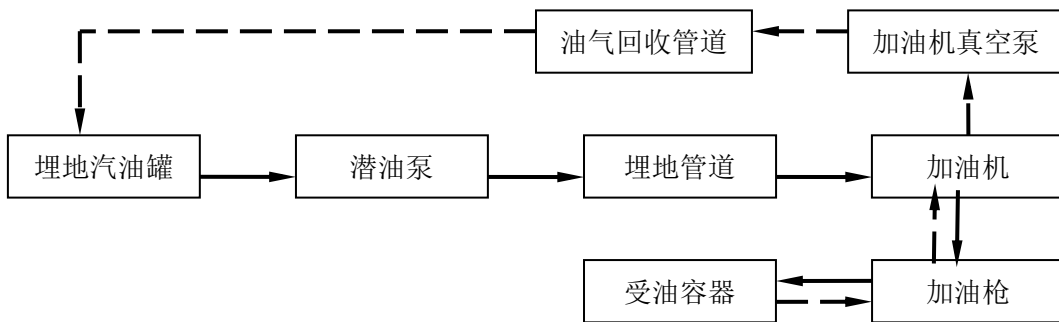 油气回收管道
加油机真空泵
埋地汽油罐
潜油泵
埋地管道
加油机
受油容器
加油枪